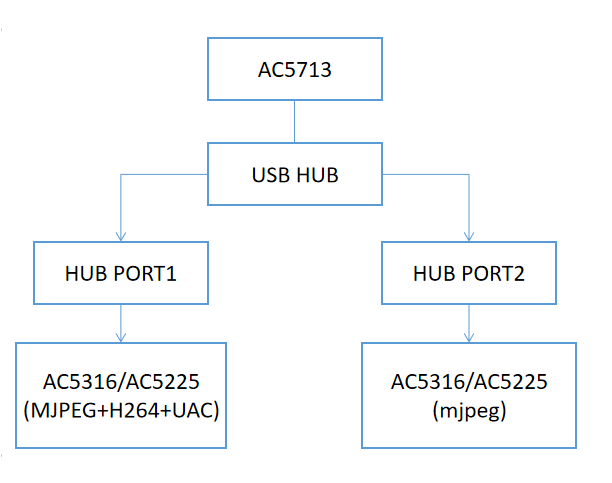 AC5713
USB HUB
HUB PORT1
HUB PORT2
AC5316/AC5225
(MJPEG+H264+UAC)
AC5316/AC5225
(mjpeg)